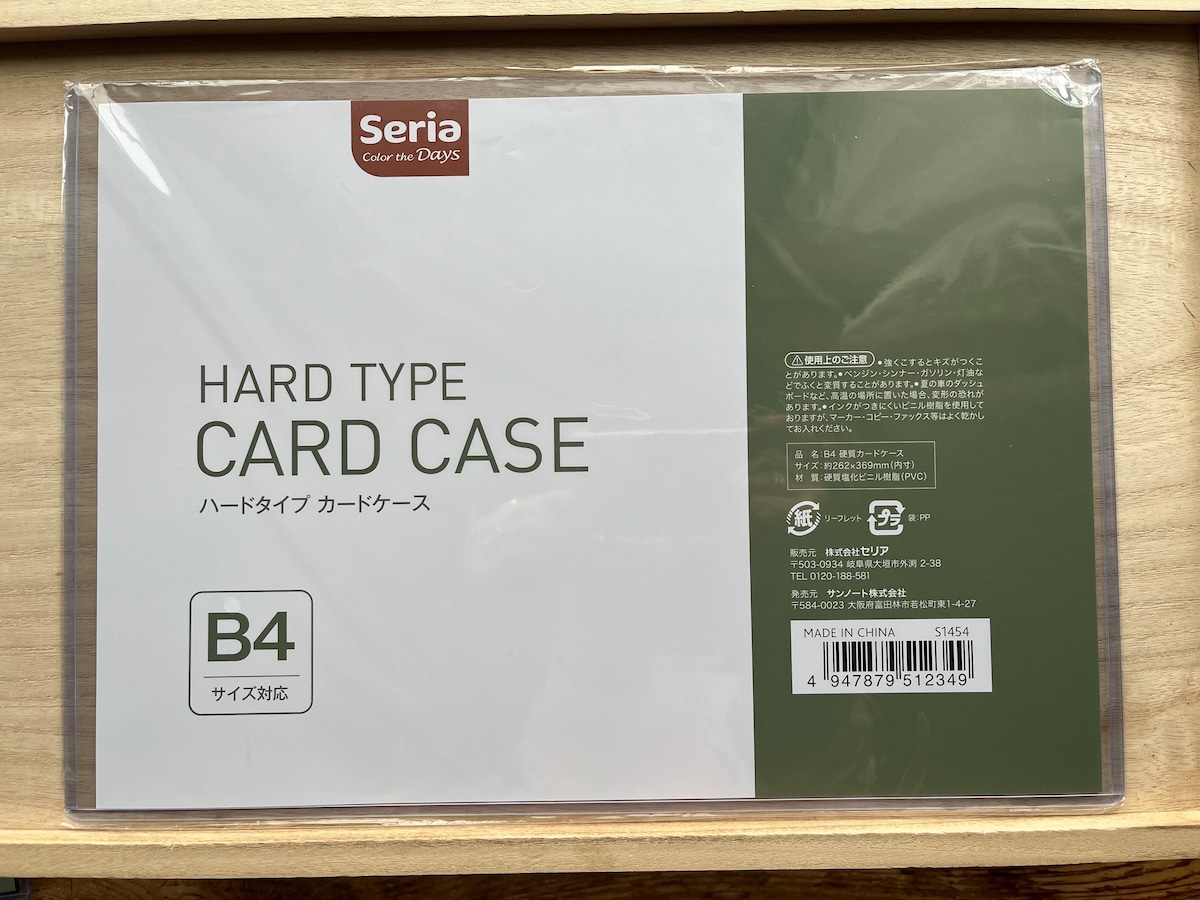 Seria
Color the Days
HARD TYPE
CARD CASE
ハードタイプ カードケース
B4
サイズ対応
使用上のご注意 ●強くこするとキズがつくこ
とがあります。●ベンジン・シンナー・ガソリン・灯油な
どでふくと変質することがあります。●夏の車のダッシュ
ボードなど、高温の場所に置いた場合、変形の恐れが
あります。●インクがつきにくいビニル樹脂を使用して
おりますが、マーカー・コピー・ファックス等はよく乾かし
てお入れください。
品 名:B4 硬質カードケース
サイズ:約262×369mm(内寸)
材 質:硬質塩化ビニル樹脂(PVC)
紙 リーフレット プラ 袋:PP
販売元 株式会社セリア
〒503-0934 岐阜県大垣市外渕 2-38
TEL 0120-188-581
発売元 サンノート株式会社
〒584-0023 大阪府富田林市若松町東1-4-27
MADE IN CHINA S1454
4 947879 512349